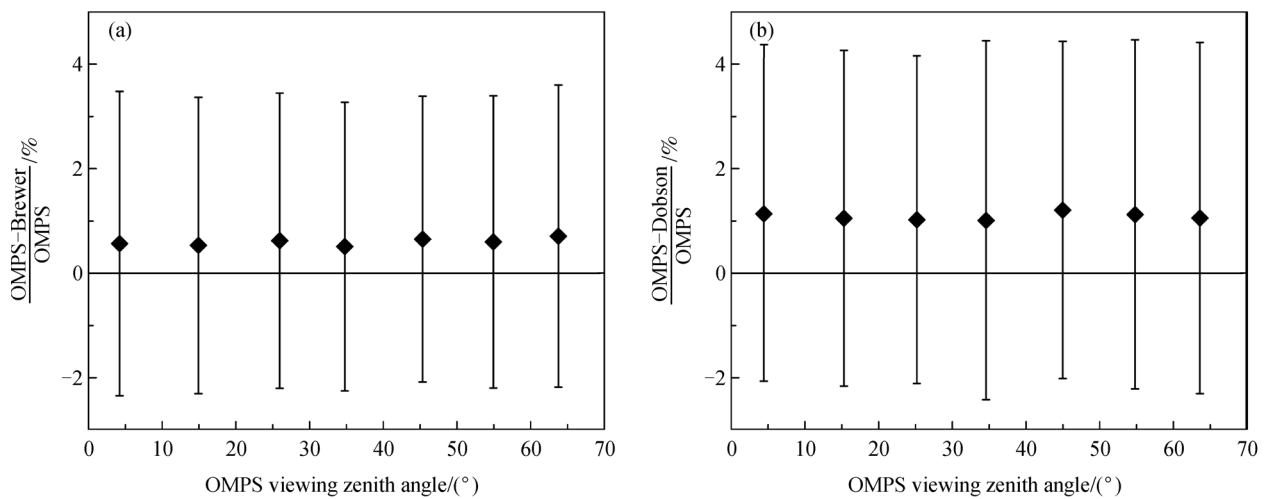 (a)
4
2
0
−2
OMPS−Brewer
OMPS
/%
0 10 20 30 40 50 60 70
OMPS viewing zenith angle/(°)
(b)
4
2
0
−2
OMPS−Dobson
OMPS
/%
0 10 20 30 40 50 60 70
OMPS viewing zenith angle/(°)